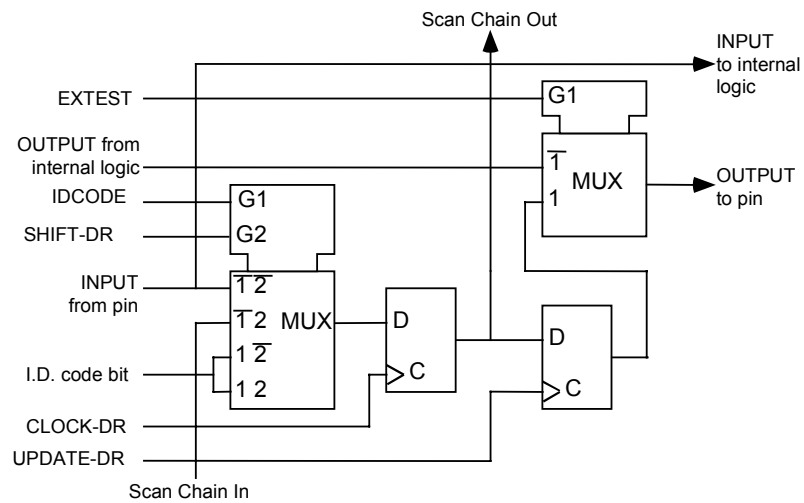 Scan Chain Out
INPUT
to internal
logic
EXTEST
G1
OUTPUT from
internal logic
1̅
MUX
1
OUTPUT
to pin
IDCODE
G1
SHIFT-DR
G2
INPUT
from pin
1̅ 2̅
1̅ 2
MUX
1 2̅
1 2
D
C
D
C
I.D. code bit
CLOCK-DR
UPDATE-DR
Scan Chain In